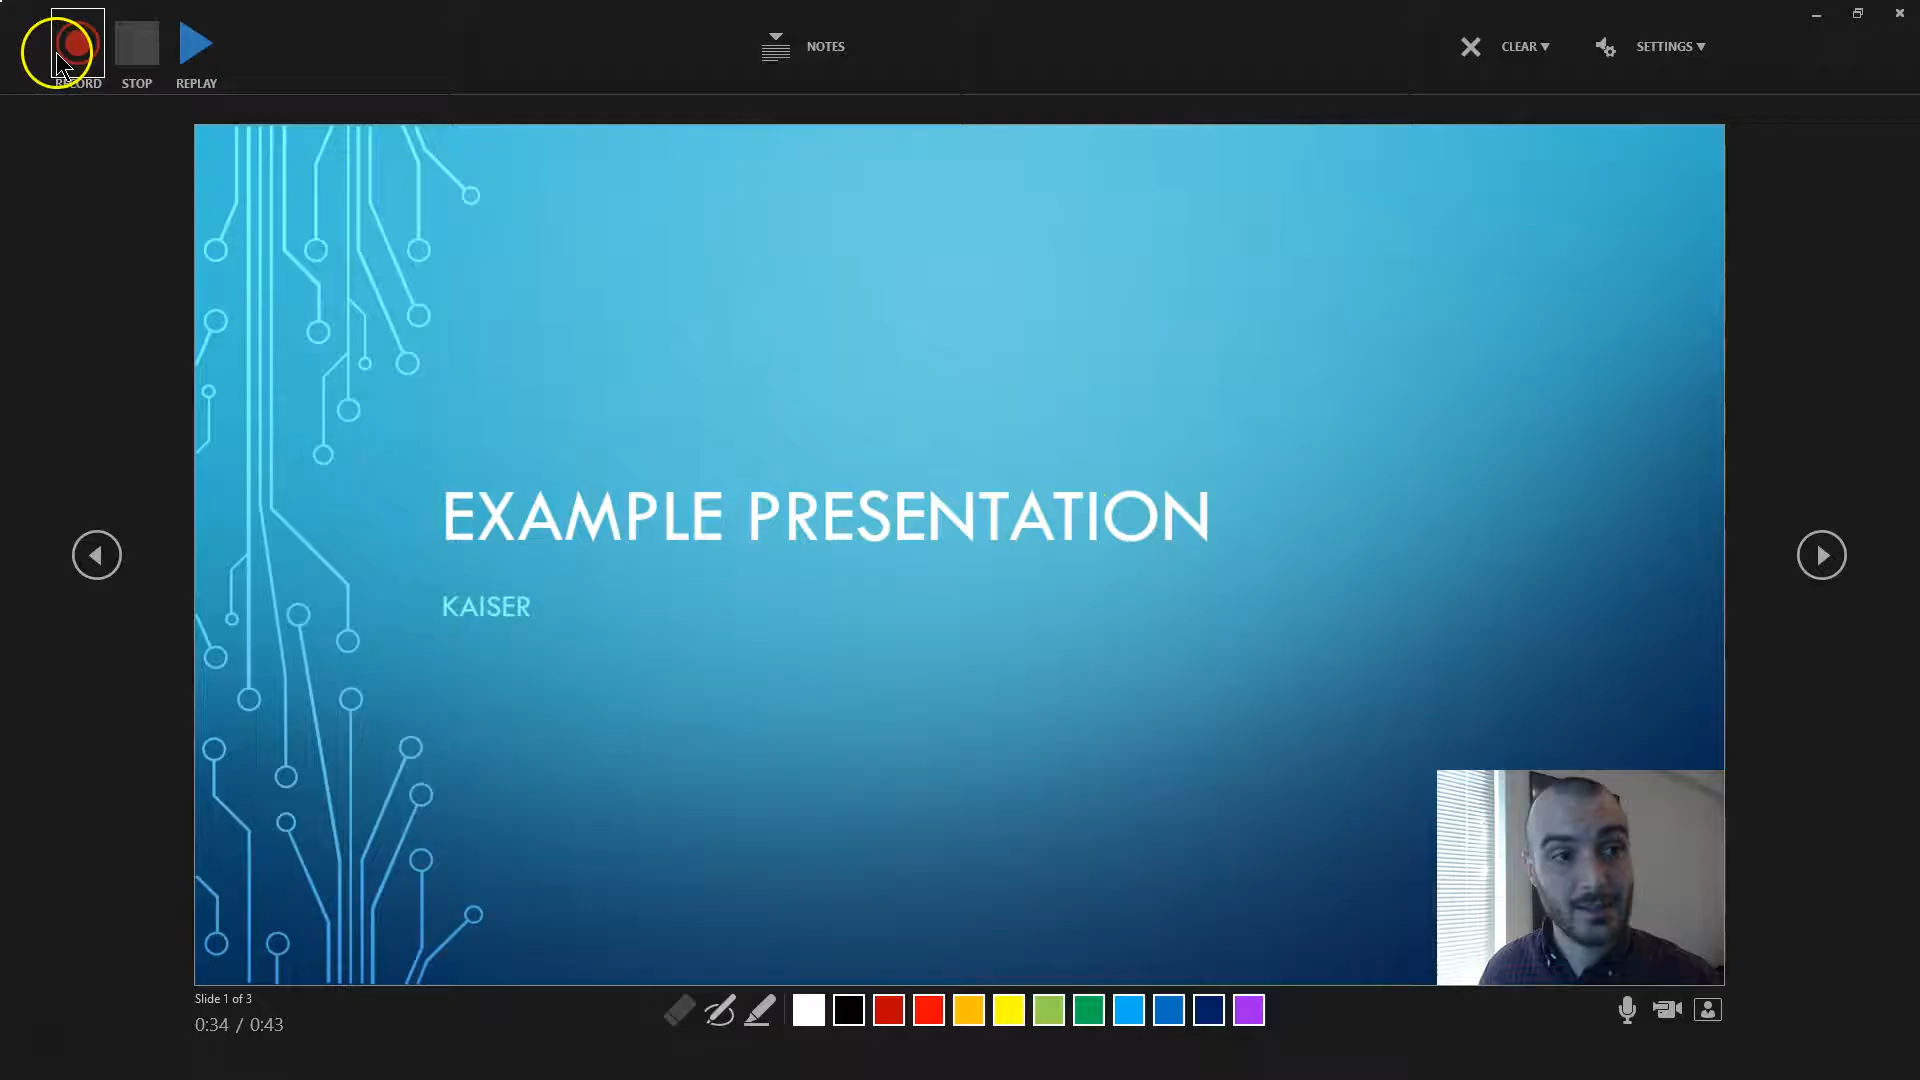 RECORD
STOP
REPLAY
NOTES
CLEAR
SETTINGS
EXAMPLE PRESENTATION
KAISER
Slide 1 of 3
0:34 / 0:43